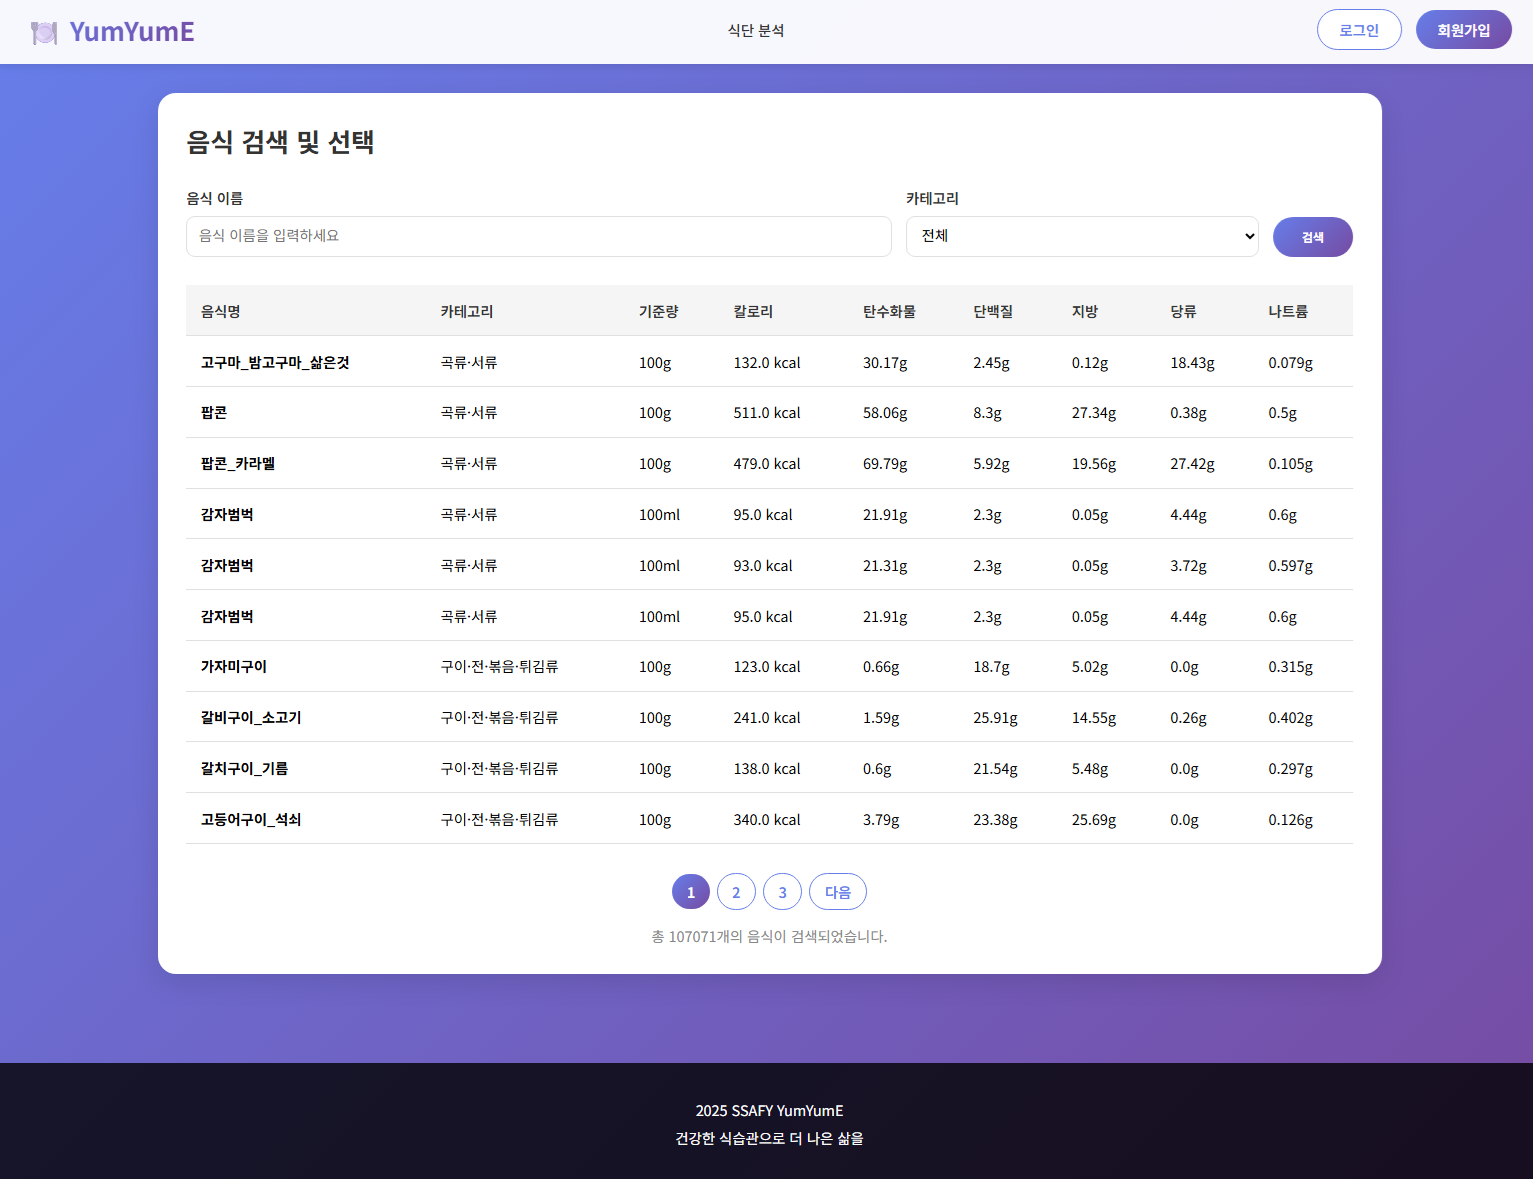 YumYumE
식단 분석
로그인
회원가입
음식 검색 및 선택
음식 이름
카테고리
음식 이름을 입력하세요
전체
검색
음식명 카테고리 기준량 칼로리 탄수화물 단백질 지방 당류 나트륨
고구마_밤고구마_삶은것 곡류·서류 100g 132.0 kcal 30.17g 2.45g 0.12g 18.43g 0.079g
팝콘 곡류·서류 100g 511.0 kcal 58.06g 8.3g 27.34g 0.38g 0.5g
팝콘_카라멜 곡류·서류 100g 479.0 kcal 69.79g 5.92g 19.56g 27.42g 0.105g
감자범벅 곡류·서류 100ml 95.0 kcal 21.91g 2.3g 0.05g 4.44g 0.6g
감자범벅 곡류·서류 100ml 93.0 kcal 21.31g 2.3g 0.05g 3.72g 0.597g
감자범벅 곡류·서류 100ml 95.0 kcal 21.91g 2.3g 0.05g 4.44g 0.6g
가자미구이 구이·전·볶음·튀김류 100g 123.0 kcal 0.66g 18.7g 5.02g 0.0g 0.315g
갈비구이_소고기 구이·전·볶음·튀김류 100g 241.0 kcal 1.59g 25.91g 14.55g 0.26g 0.402g
갈치구이_기름 구이·전·볶음·튀김류 100g 138.0 kcal 0.6g 21.54g 5.48g 0.0g 0.297g
고등어구이_석쇠 구이·전·볶음·튀김류 100g 340.0 kcal 3.79g 23.38g 25.69g 0.0g 0.126g
1 2 3 다음
총 107071개의 음식이 검색되었습니다.
2025 SSAFY YumYumE
건강한 식습관으로 더 나은 삶을